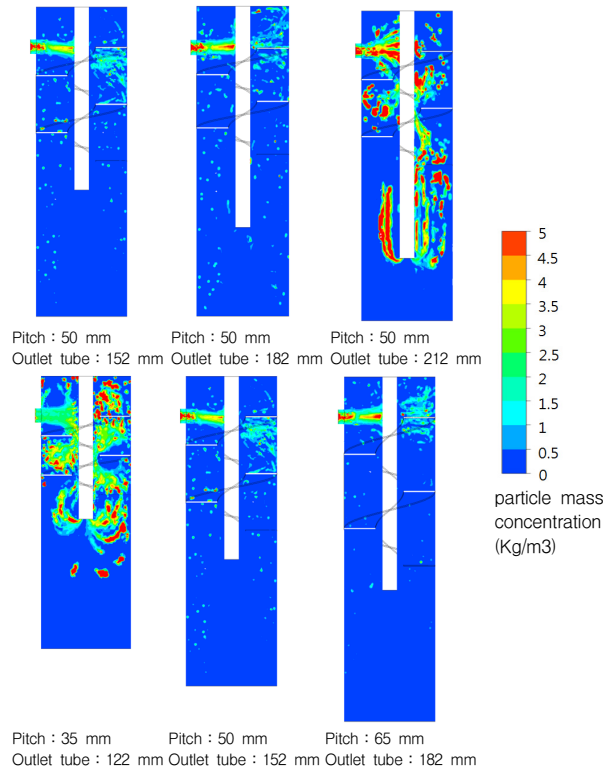 Pitch : 50 mm
Outlet tube : 152 mm
Pitch : 50 mm
Outlet tube : 182 mm
Pitch : 50 mm
Outlet tube : 212 mm
5
4.5
4
3.5
3
2.5
2
1.5
1
0.5
0
particle mass
concentration
(Kg/m3)
Pitch : 35 mm
Outlet tube : 122 mm
Pitch : 50 mm
Outlet tube : 152 mm
Pitch : 65 mm
Outlet tube : 182 mm